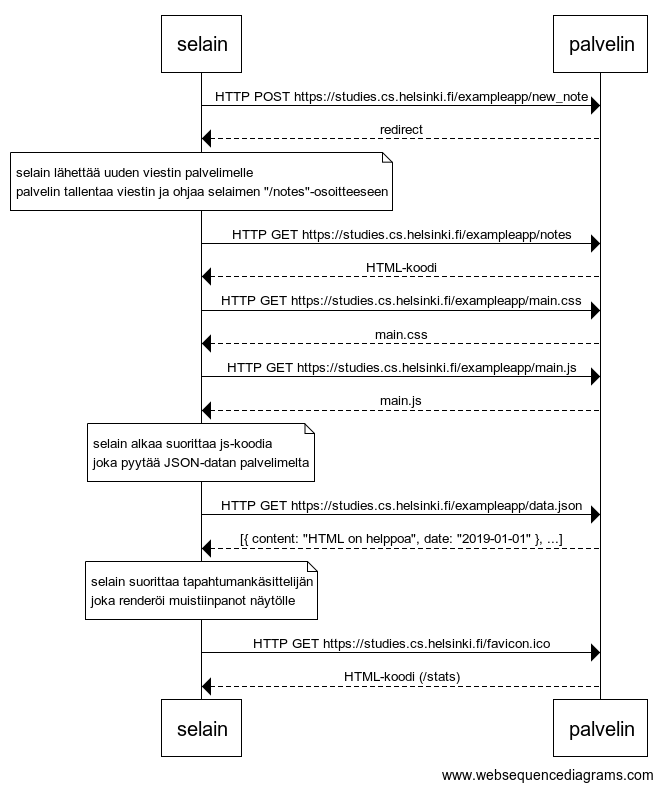 selain
palvelin
HTTP POST https://studies.cs.helsinki.fi/exampleapp/new_note
redirect
selain lähettää uuden viestin palvelimelle
palvelin tallentaa viestin ja ohjaa selaimen "/notes"-osoitteeseen
HTTP GET https://studies.cs.helsinki.fi/exampleapp/notes
HTML-koodi
HTTP GET https://studies.cs.helsinki.fi/exampleapp/main.css
main.css
HTTP GET https://studies.cs.helsinki.fi/exampleapp/main.js
main.js
selain alkaa suorittaa js-koodia
joka pyytää JSON-datan palvelimelta
HTTP GET https://studies.cs.helsinki.fi/exampleapp/data.json
[{ content: "HTML on helppoa", date: "2019-01-01" }, ...]
selain suorittaa tapahtumankäsittelijän
joka renderöi muistiinpanot näytölle
HTTP GET https://studies.cs.helsinki.fi/favicon.ico
HTML-koodi (/stats)
selain
palvelin
www.websequencediagrams.com